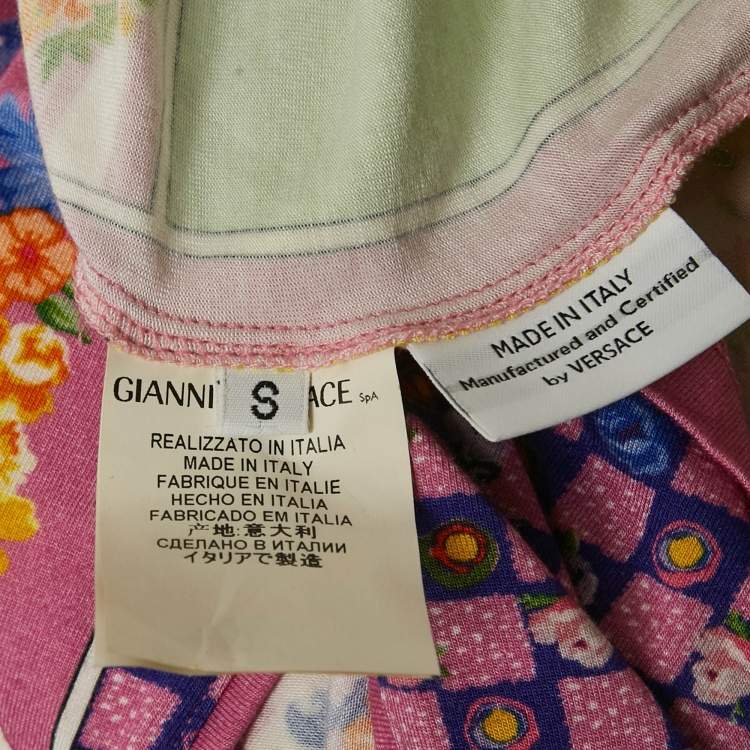 GIANNI S ACE SpA
REALIZZATO IN ITALIA
MADE IN ITALY
FABRIQUE EN ITALIE
HECHO EN ITALIA
FABRICADO EM ITALIA
产地:意大利
СДЕЛАНО В ИТАЛИИ
イタリアで製造
MADE IN ITALY
Manufactured and Certified
by VERSACE